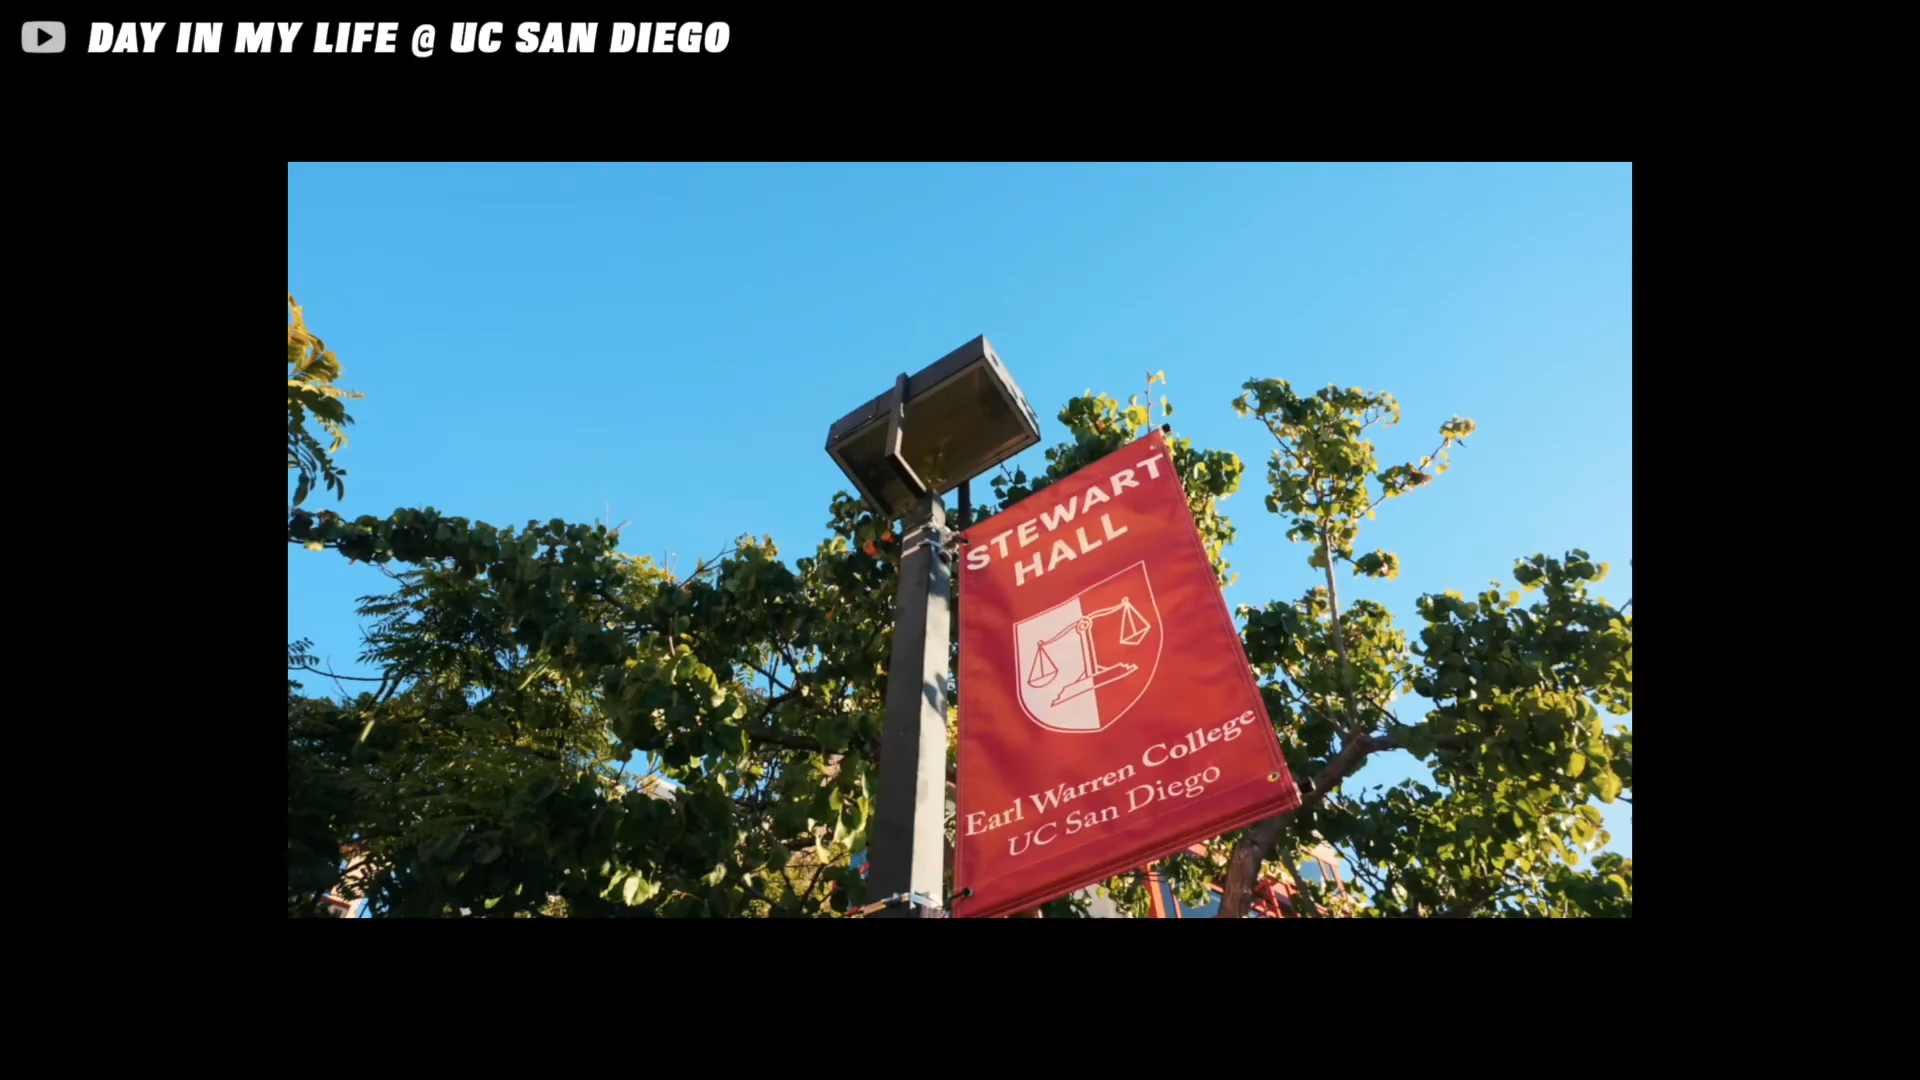 DAY IN MY LIFE @ UC SAN DIEGO
STEWART
HALL
Earl Warren College
UC San Diego